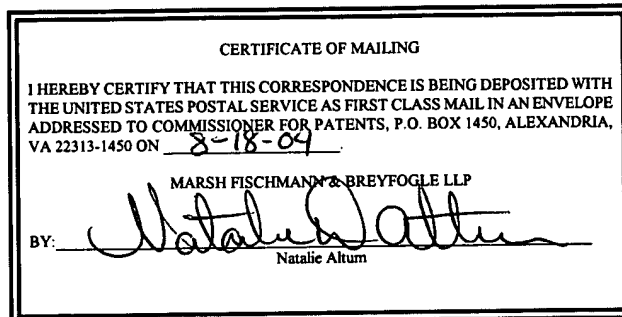 CERTIFICATE OF MAILING
I HEREBY CERTIFY THAT THIS CORRESPONDENCE IS BEING DEPOSITED WITH
THE UNITED STATES POSTAL SERVICE AS FIRST CLASS MAIL IN AN ENVELOPE
ADDRESSED TO COMMISSIONER FOR PATENTS, P.O. BOX 1450, ALEXANDRIA,
VA 22313-1450 ON 8-18-04.
MARSH FISCHMANN & BREYFOGLE LLP
BY: Natalie D Altum
Natalie Altum